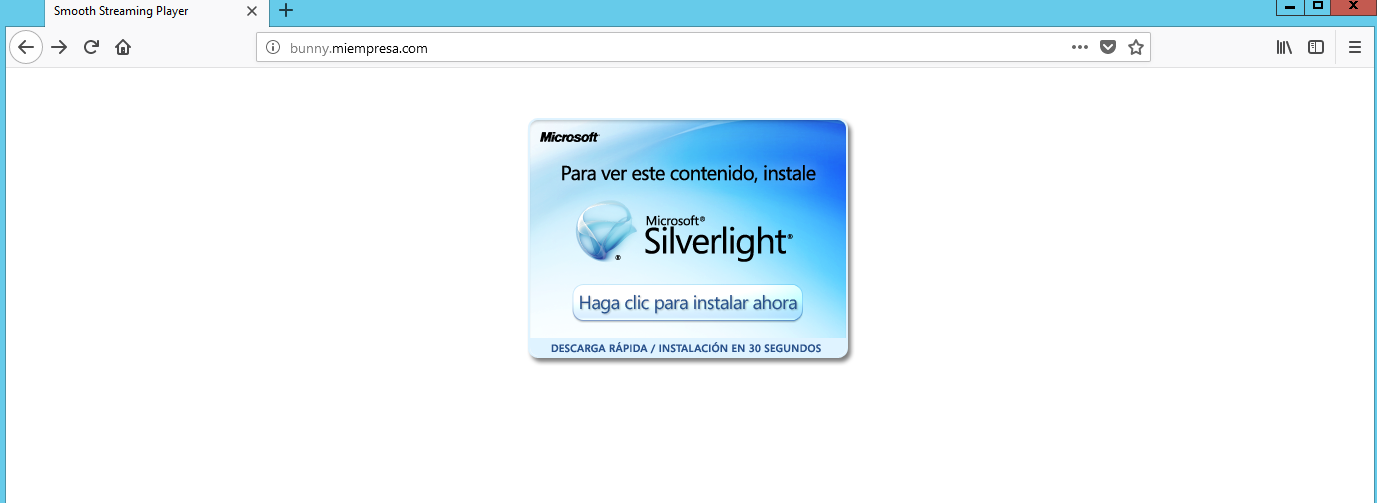 Smooth Streaming Player
bunny.miempresa.com
Microsoft
Para ver este contenido, instale
Microsoft®
Silverlight®
Haga clic para instalar ahora
DESCARGA RÁPIDA / INSTALACIÓN EN 30 SEGUNDOS